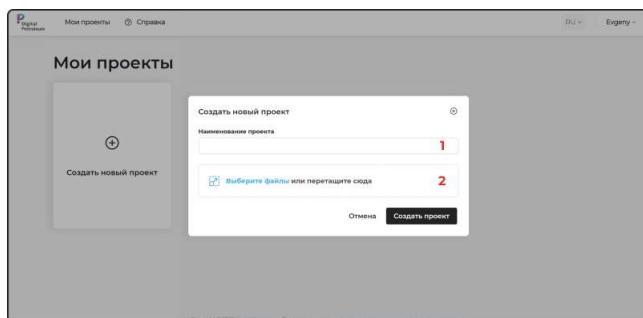 Digital
Petroleum
Мои проекты
Справка
RU
Evgeny
Мои проекты
Создать новый проект
Создать новый проект
Наименование проекта
1
Выберите файлы или перетащите сюда
2
Отмена
Создать проект